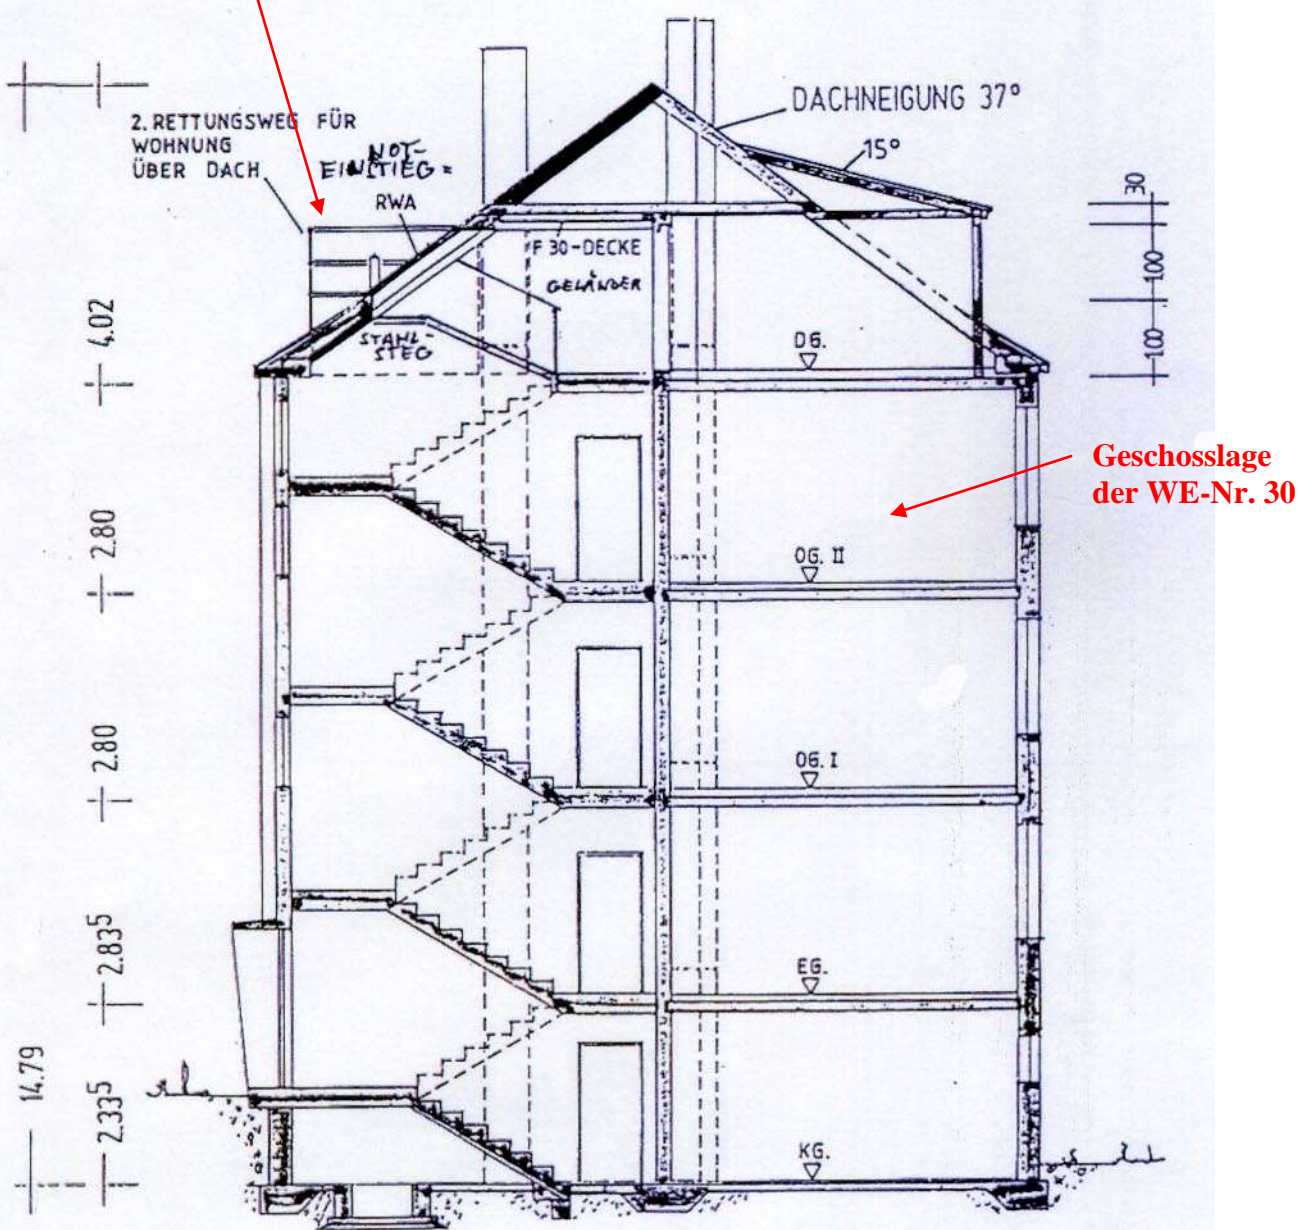 DACHNEIGUNG 37°
15°
2. RETTUNGSWEG FÜR
WOHNUNG
ÜBER DACH
NOT-
EINSTIEG =
RWA
F 30-DECKE
GELÄNDER
STAHL-
STEG
DG.
30
100
100
4.02
Geschosslage
der WE-Nr. 30
2.80
OG. II
2.80
OG. I
2.83⁵
EG.
14.79
2.33⁵
KG.